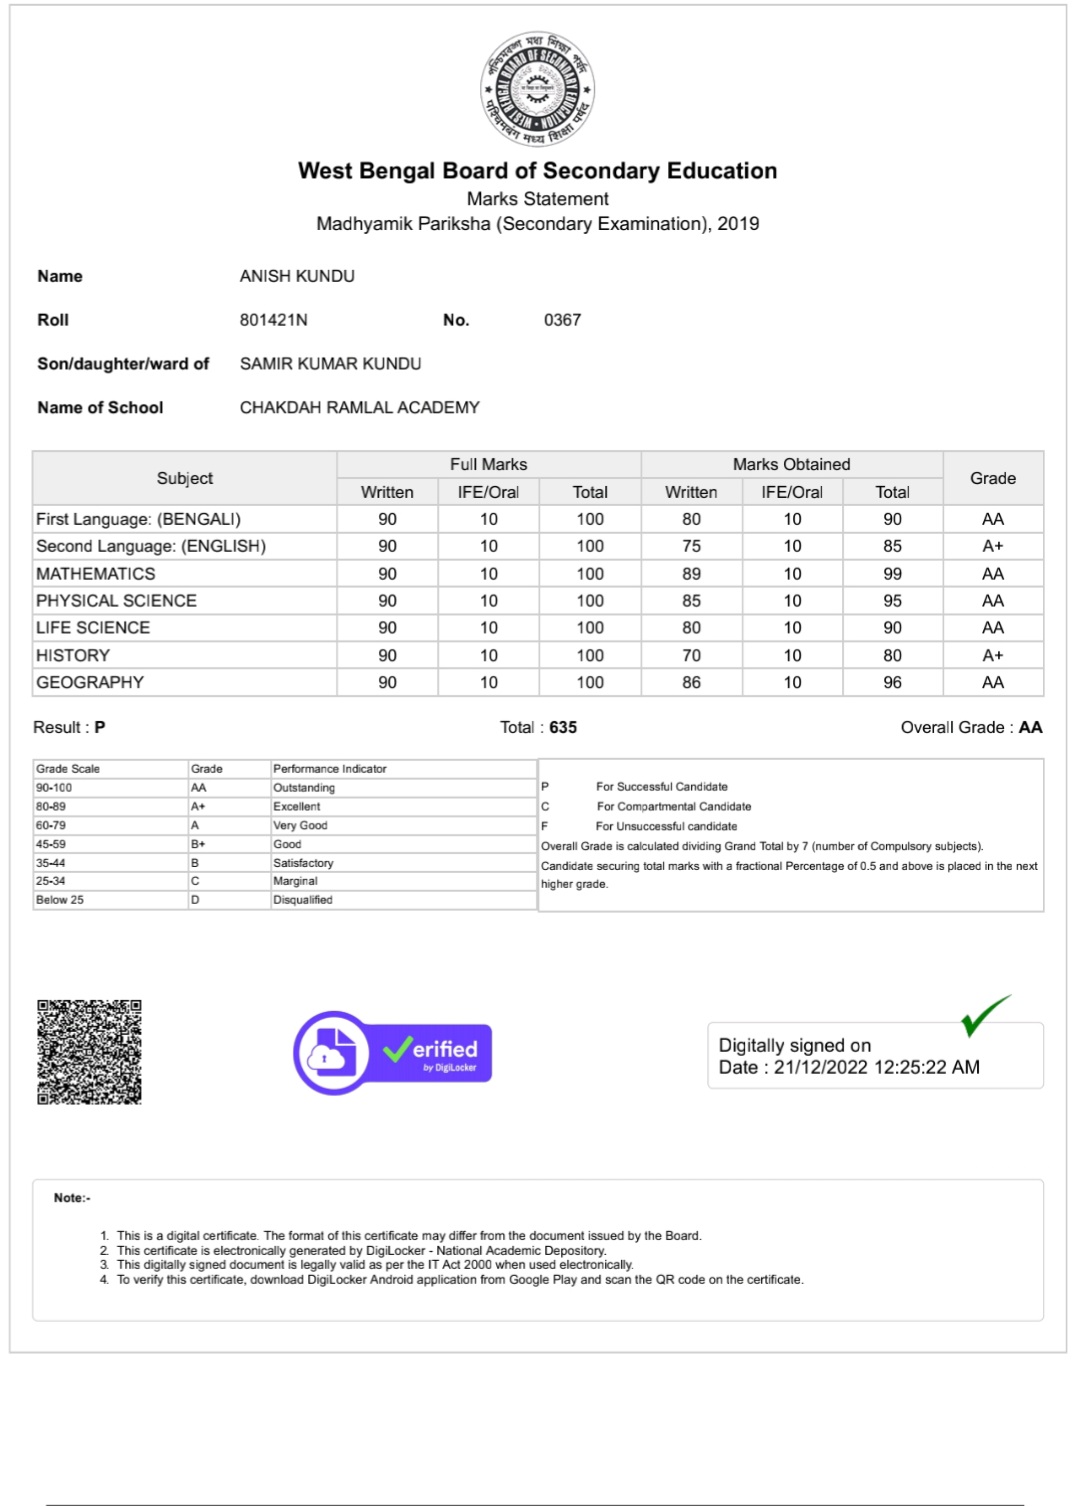 পশ্চিমবঙ্গ মধ্য শিক্ষা পর্ষদ
WEST BENGAL BOARD OF SECONDARY EDUCATION
पश्चिमबंग मध्य शिक्षा पर्षद
West Bengal Board of Secondary Education
Marks Statement
Madhyamik Pariksha (Secondary Examination), 2019
Name ANISH KUNDU
Roll 801421N No. 0367
Son/daughter/ward of SAMIR KUMAR KUNDU
Name of School CHAKDAH RAMLAL ACADEMY
Subject Full Marks Marks Obtained Grade
Written IFE/Oral Total Written IFE/Oral Total
First Language: (BENGALI) 90 10 100 80 10 90 AA
Second Language: (ENGLISH) 90 10 100 75 10 85 A+
MATHEMATICS 90 10 100 89 10 99 AA
PHYSICAL SCIENCE 90 10 100 85 10 95 AA
LIFE SCIENCE 90 10 100 80 10 90 AA
HISTORY 90 10 100 70 10 80 A+
GEOGRAPHY 90 10 100 86 10 96 AA
Result : P Total : 635 Overall Grade : AA
Grade Scale Grade Performance Indicator
90-100 AA Outstanding
80-89 A+ Excellent
60-79 A Very Good
45-59 B+ Good
35-44 B Satisfactory
25-34 C Marginal
Below 25 D Disqualified
P For Successful Candidate
C For Compartmental Candidate
F For Unsuccessful candidate
Overall Grade is calculated dividing Grand Total by 7 (number of Compulsory subjects).
Candidate securing total marks with a fractional Percentage of 0.5 and above is placed in the next
higher grade.
Verified
by DigiLocker
Digitally signed on
Date : 21/12/2022 12:25:22 AM
Note:-
1. This is a digital certificate. The format of this certificate may differ from the document issued by the Board.
2. This certificate is electronically generated by DigiLocker - National Academic Depository.
3. This digitally signed document is legally valid as per the IT Act 2000 when used electronically.
4. To verify this certificate, download DigiLocker Android application from Google Play and scan the QR code on the certificate.